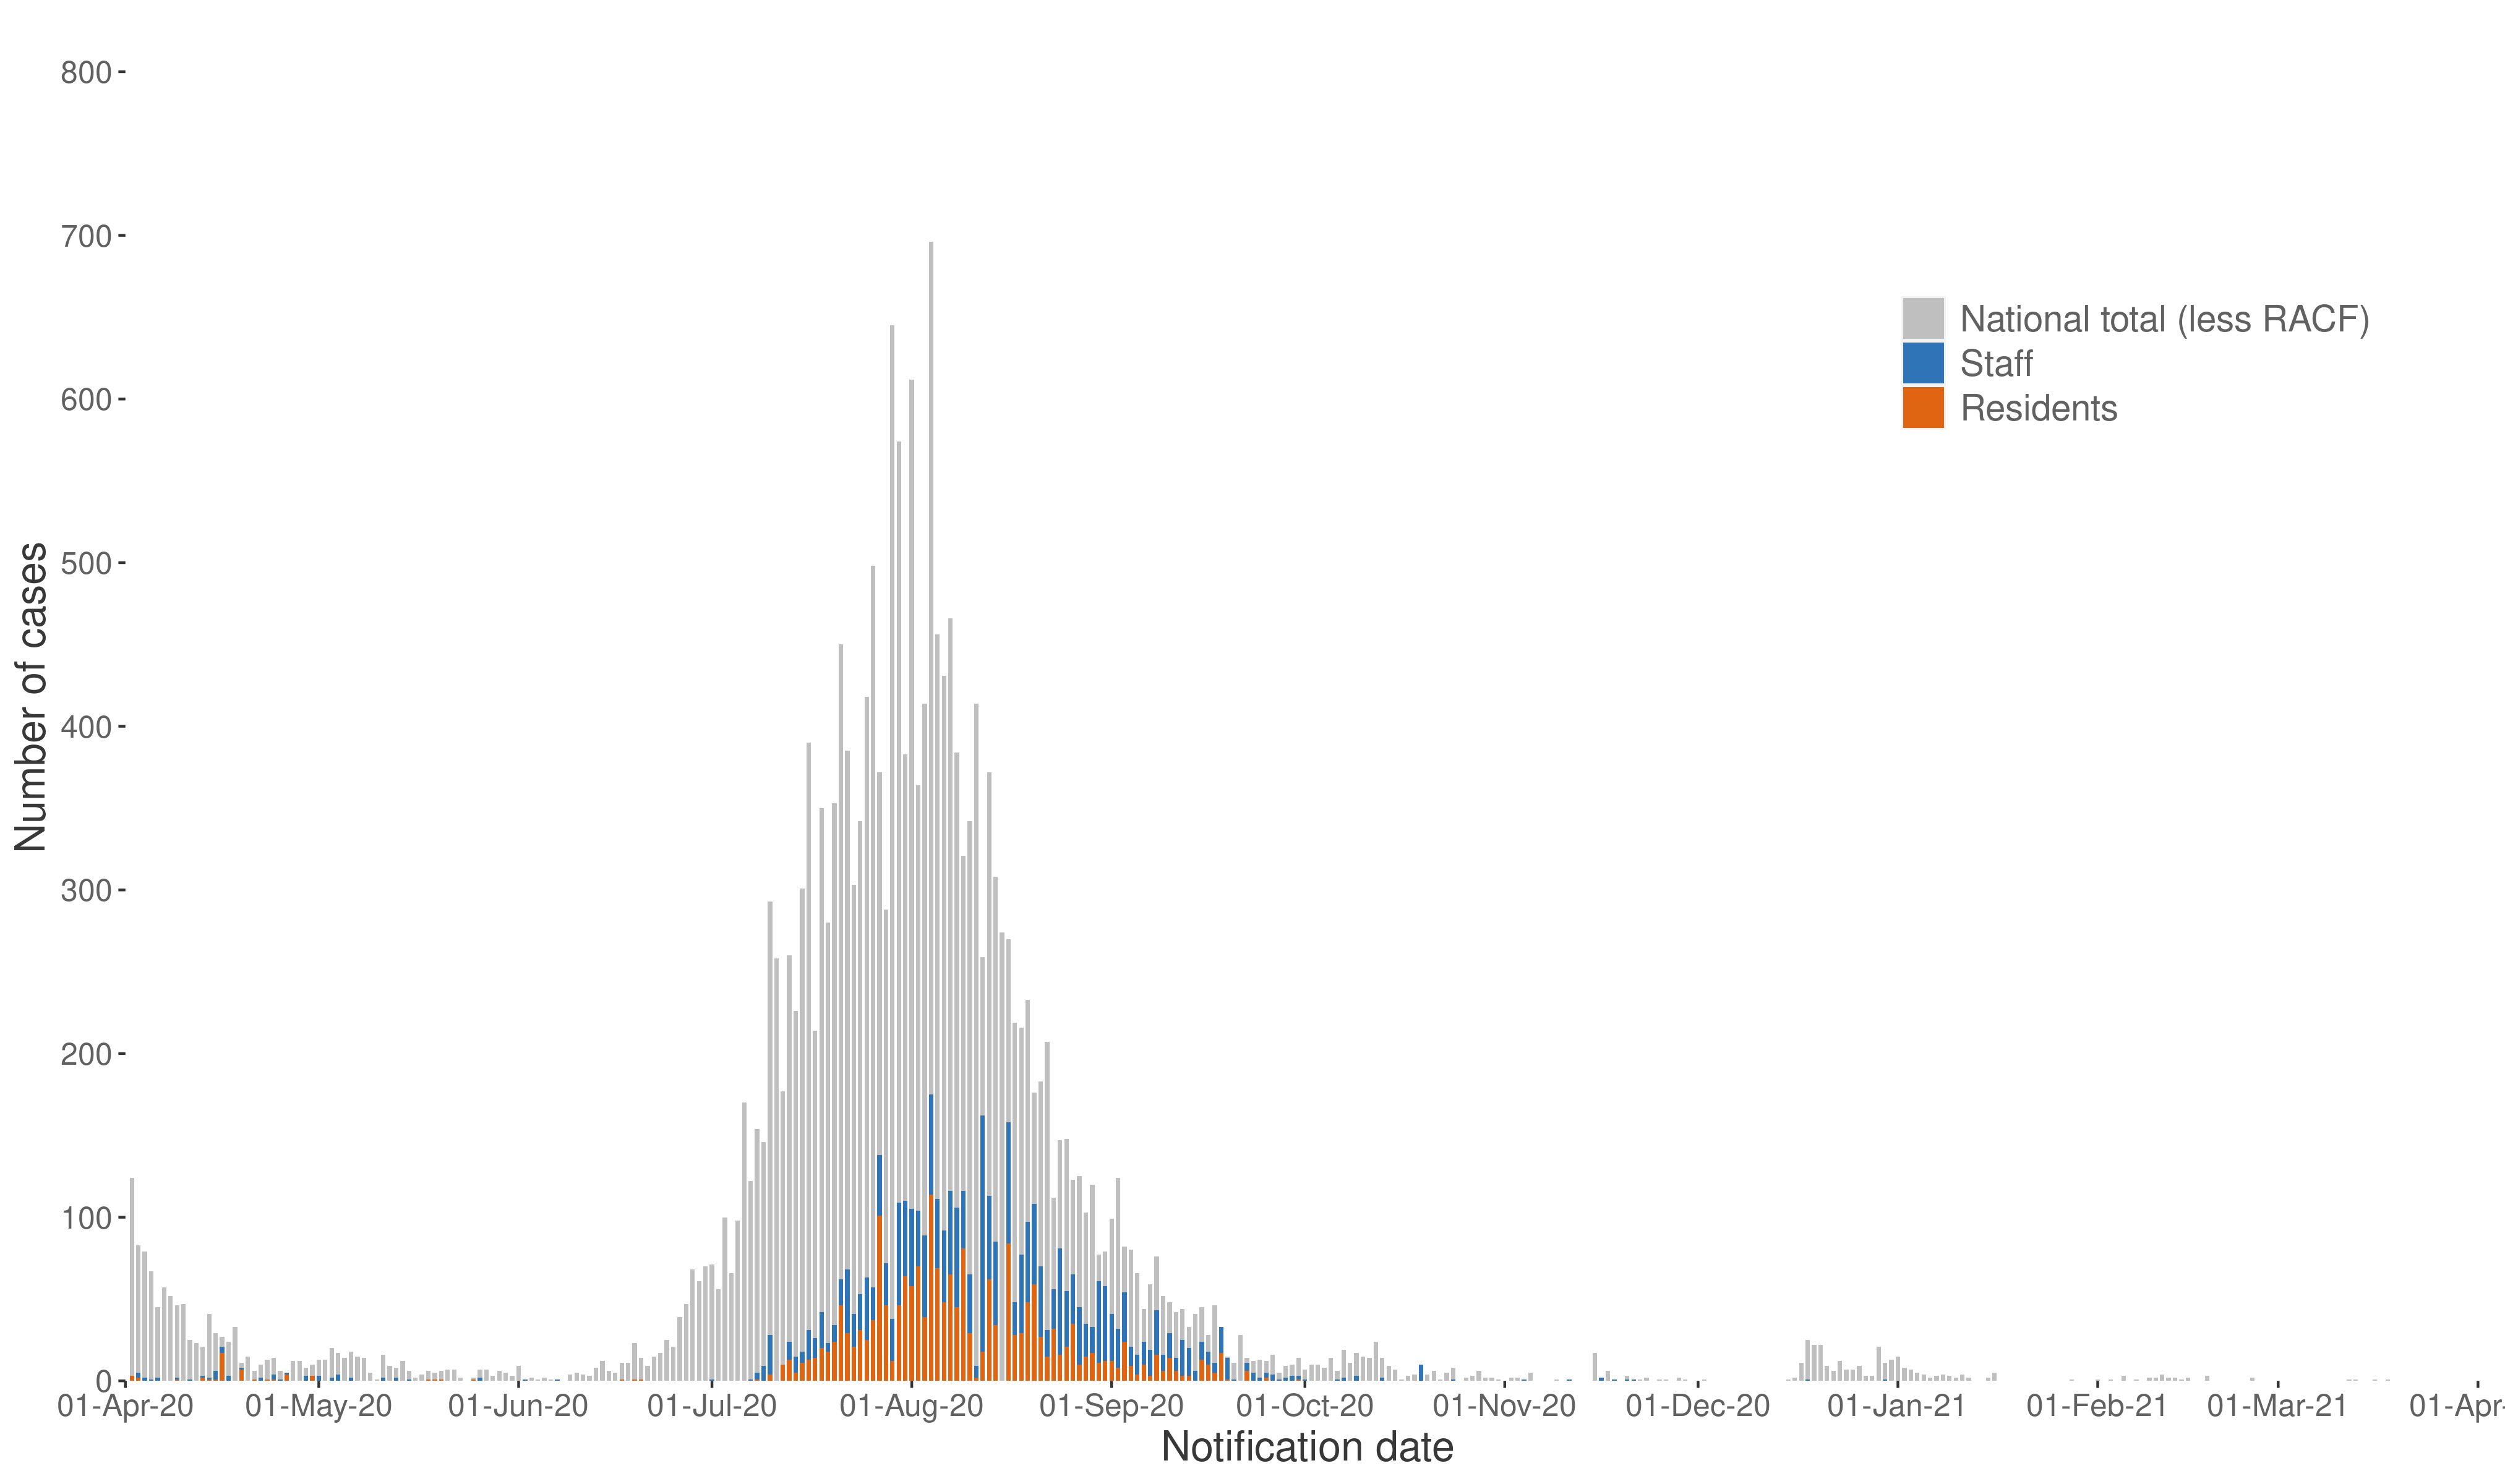 800
700
600
500
400
300
200
100
0
Number of cases
National total (less RACF)
Staff
Residents
01-Apr-20 01-May-20 01-Jun-20 01-Jul-20 01-Aug-20 01-Sep-20 01-Oct-20 01-Nov-20 01-Dec-20 01-Jan-21 01-Feb-21 01-Mar-21 01-Apr-
Notification date